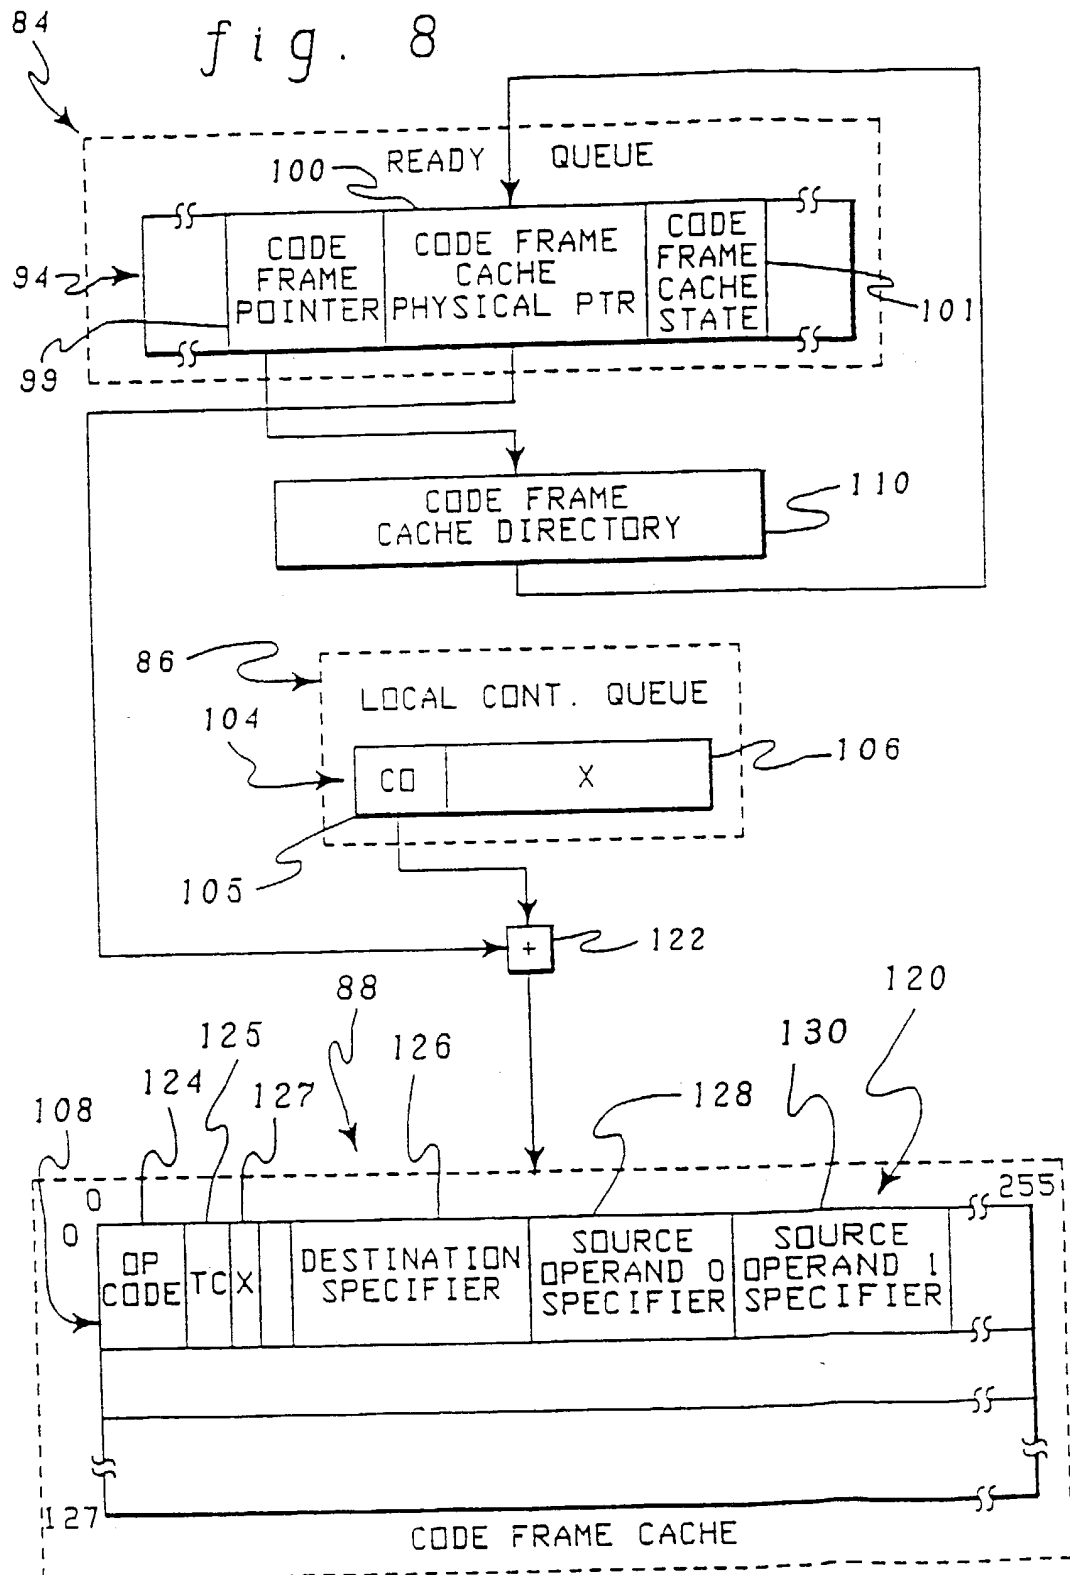 84
fig. 8
READY QUEUE
100
94
CODE FRAME POINTER
CODE FRAME CACHE PHYSICAL PTR
CODE FRAME CACHE STATE
101
99
CODE FRAME
CACHE DIRECTORY
110
86
LOCAL CONT. QUEUE
104
CO
X
106
105
+
122
88
120
125
126
130
124
127
128
108
0
255
0
OP CODE
TC
X
DESTINATION SPECIFIER
SOURCE OPERAND 0 SPECIFIER
SOURCE OPERAND 1 SPECIFIER
127
CODE FRAME CACHE